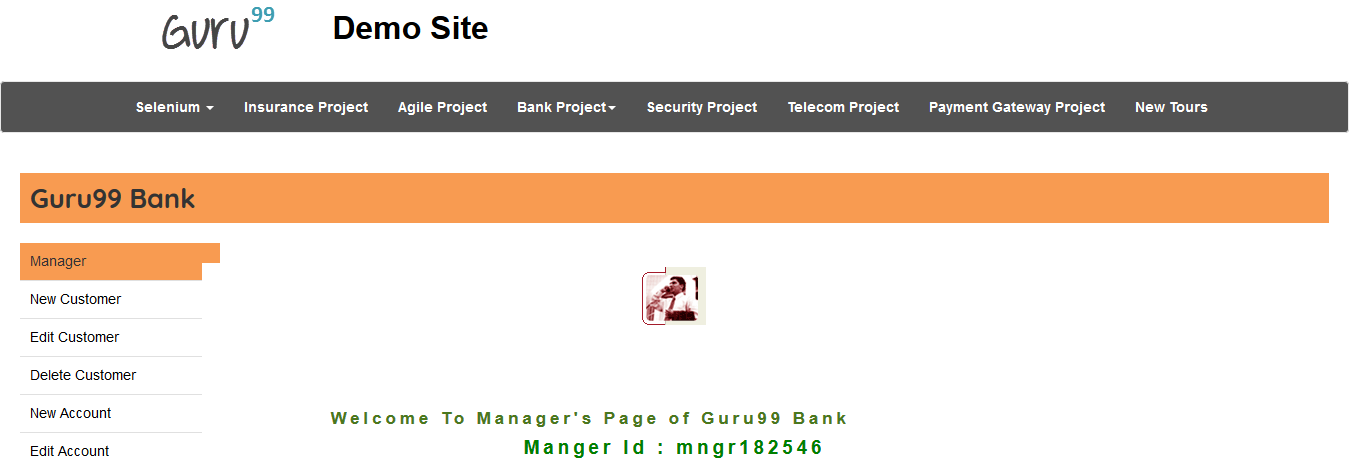 Guru99 Demo Site
Selenium Insurance Project Agile Project Bank Project Security Project Telecom Project Payment Gateway Project New Tours
Guru99 Bank
Manager
New Customer
Edit Customer
Delete Customer
New Account
Edit Account
Welcome To Manager's Page of Guru99 Bank
Manger Id : mngr182546